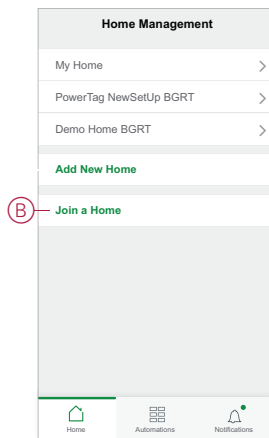 Home Management
My Home
PowerTag NewSetUp BGRT
Demo Home BGRT
Add New Home
B
Join a Home
Home
Automations
Notifications